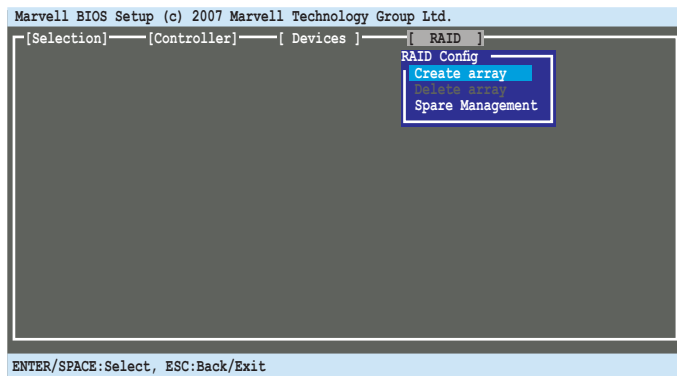 Marvell BIOS Setup (c) 2007 Marvell Technology Group Ltd.
[Selection] [Controller] [ Devices ] [ RAID ]
RAID Config
Create array
Delete array
Spare Management
ENTER/SPACE:Select, ESC:Back/Exit